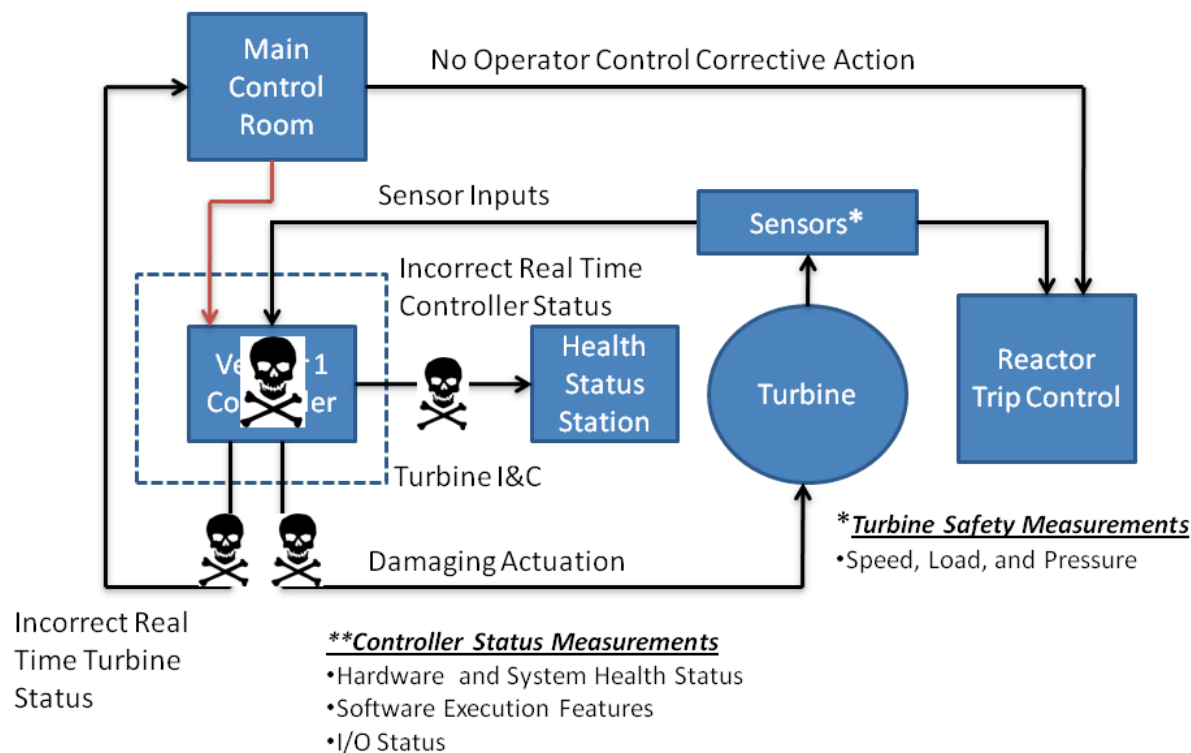 Main
Control
Room
No Operator Control Corrective Action
Sensor Inputs
Sensors*
Incorrect Real Time
Controller Status
1
Health
Status
Station
Turbine
Reactor
Trip Control
Turbine I&C
Damaging Actuation
*Turbine Safety Measurements
•Speed, Load, and Pressure
Incorrect Real
Time Turbine
Status
**Controller Status Measurements
•Hardware and System Health Status
•Software Execution Features
•I/O Status